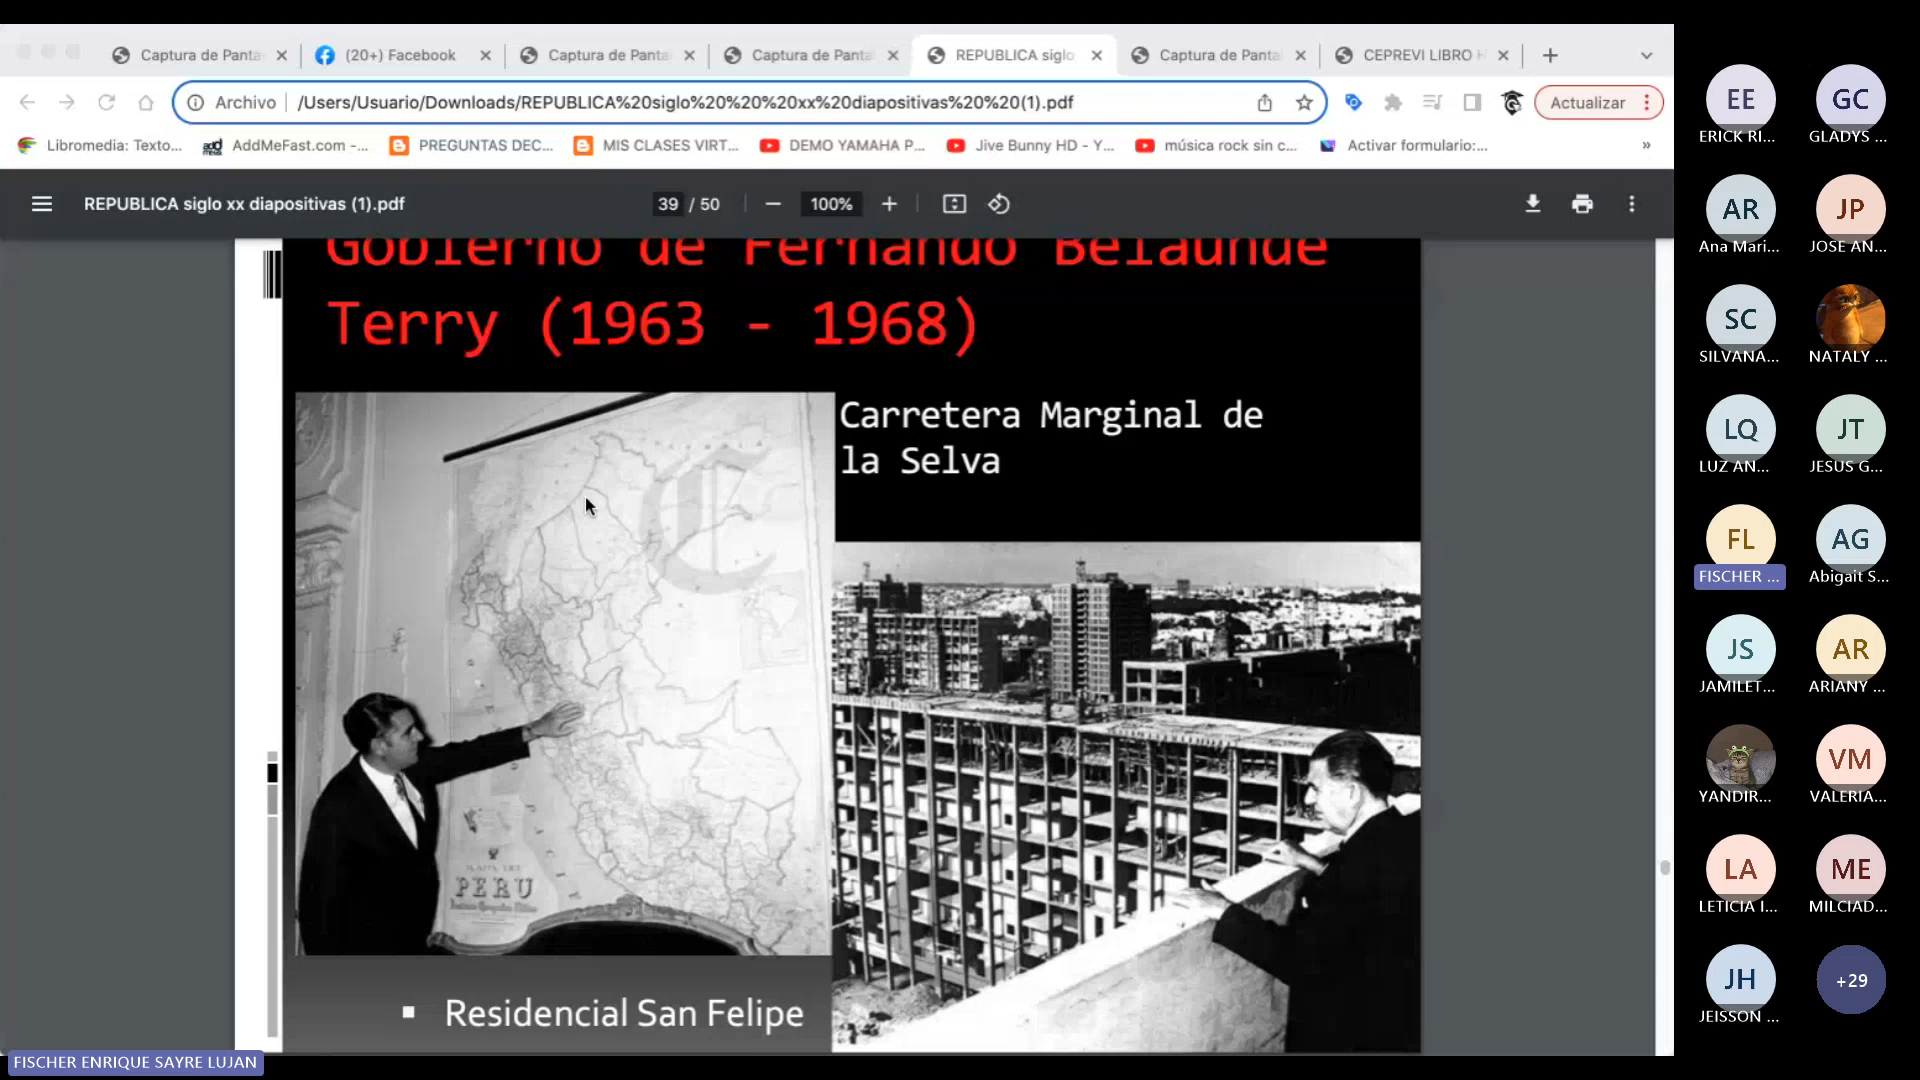 Captura de Panta
(20+) Facebook
Captura de Panta
Captura de Panta
REPUBLICA siglo
Captura de Panta
CEPREVI LIBRO H
Archivo
/Users/Usuario/Downloads/REPUBLICA%20siglo%20%20%20xx%20diapositivas%20%20(1).pdf
Actualizar
Libromedia: Texto...
AddMeFast.com -...
PREGUNTAS DEC...
MIS CLASES VIRT...
DEMO YAMAHA P...
Jive Bunny HD - Y...
música rock sin c...
Activar formulario:...
»
REPUBLICA siglo xx diapositivas (1).pdf
39 / 50
100%
Gobierno de Fernando Belaunde
Terry (1963 - 1968)
Carretera Marginal de
la Selva
MAPA DEL
PERU
▪ Residencial San Felipe
FISCHER ENRIQUE SAYRE LUJAN
EE
ERICK RI...
GC
GLADYS ...
AR
Ana Mari...
JP
JOSE AN...
SC
SILVANA...
NATALY ...
LQ
LUZ AN...
JT
JESUS G...
FL
FISCHER ...
AG
Abigait S...
JS
JAMILET...
AR
ARIANY ...
YANDIR...
VM
VALERIA...
LA
LETICIA I...
ME
MILCIAD...
JH
JEISSON ...
+29